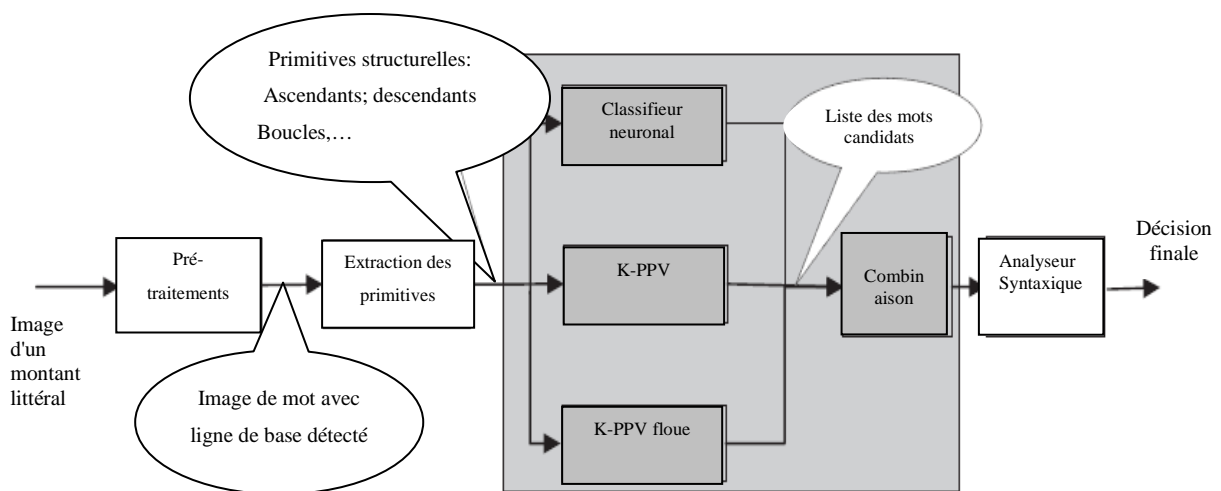 Primitives structurelles:
Ascendants; descendants
Boucles,…
Classifieur
neuronal
Liste des mots
candidats
Image
d'un
montant
littéral
Pré-
traitements
Extraction des
primitives
K-PPV
Combin
aison
Analyseur
Syntaxique
Décision
finale
Image de mot avec
ligne de base détecté
K-PPV floue